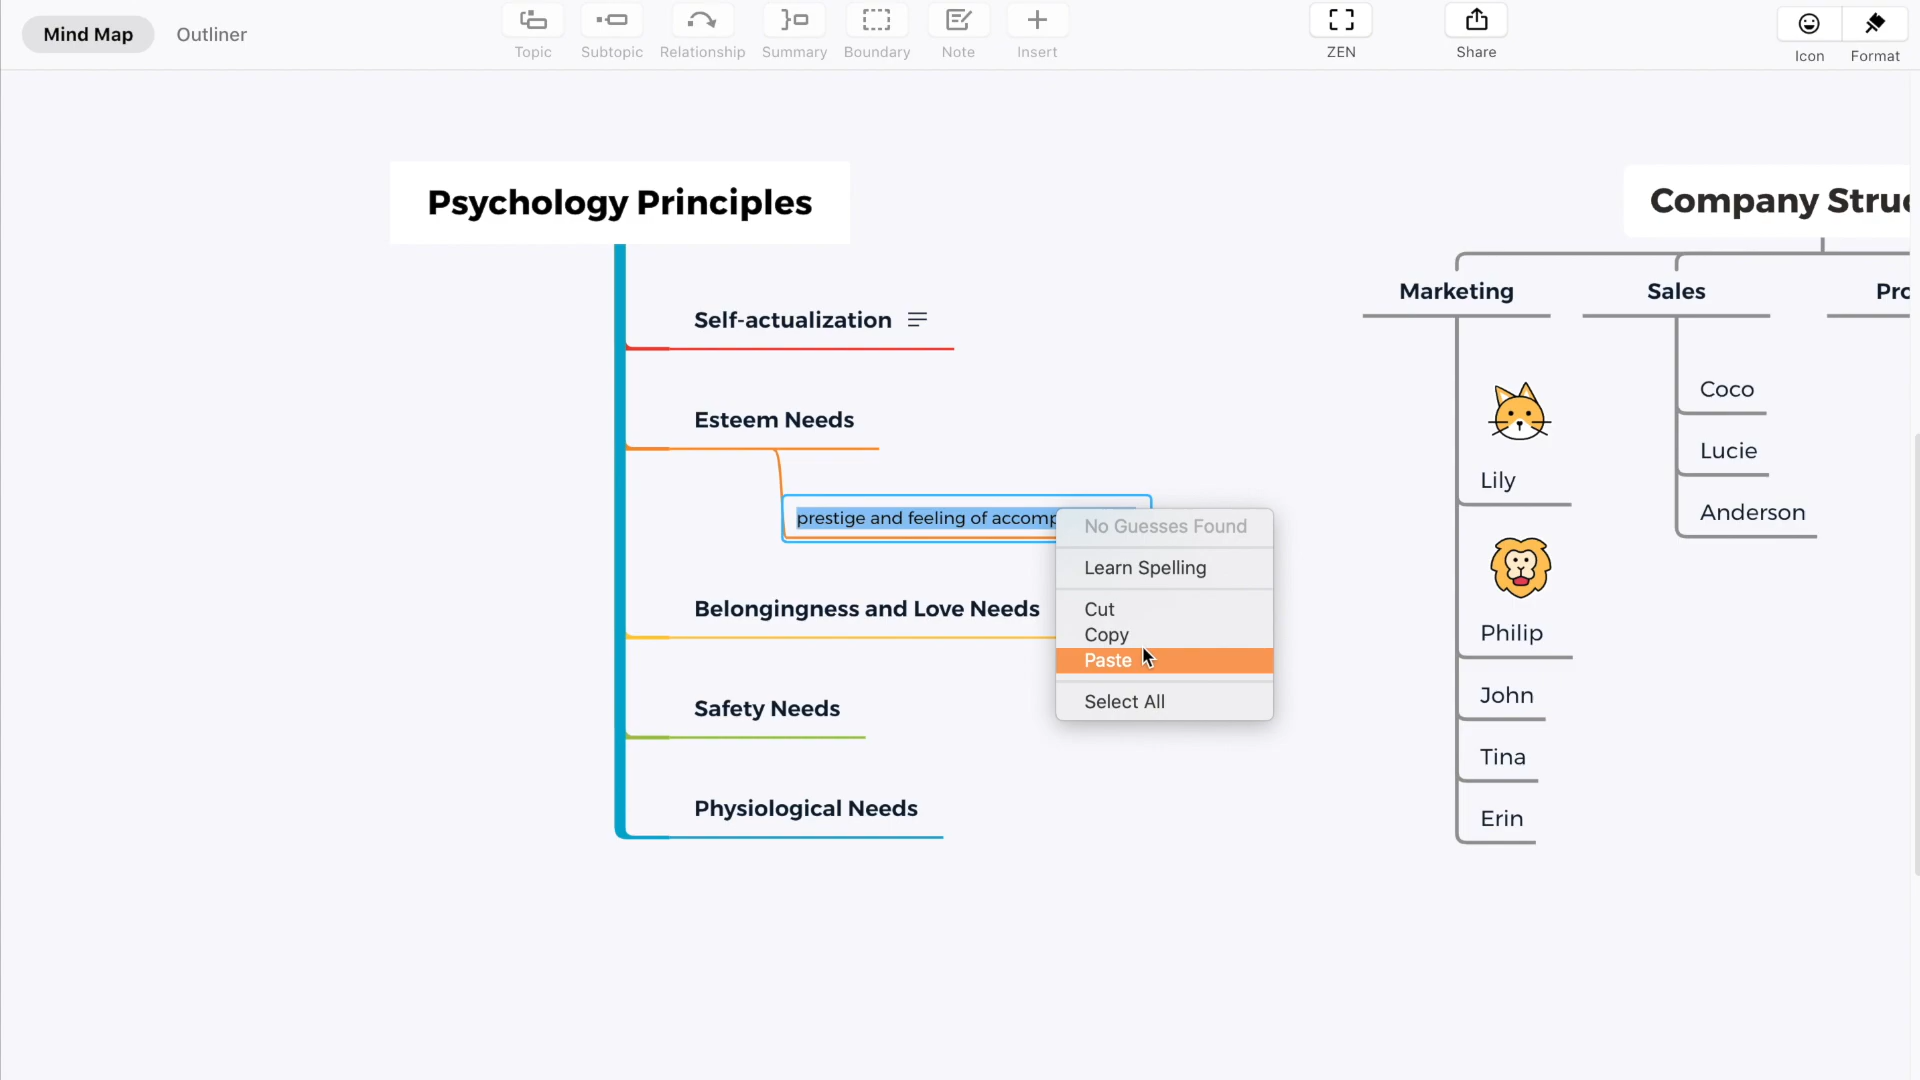 Mind Map
Outliner
Topic
Subtopic
Relationship
Summary
Boundary
Note
Insert
ZEN
Share
Icon
Format
Psychology Principles
Self-actualization
Esteem Needs
prestige and feeling of accomp
Belongingness and Love Needs
Safety Needs
Physiological Needs
No Guesses Found
Learn Spelling
Cut
Copy
Paste
Select All
Company Struc
Marketing
Sales
Pro
Lily
Philip
John
Tina
Erin
Coco
Lucie
Anderson